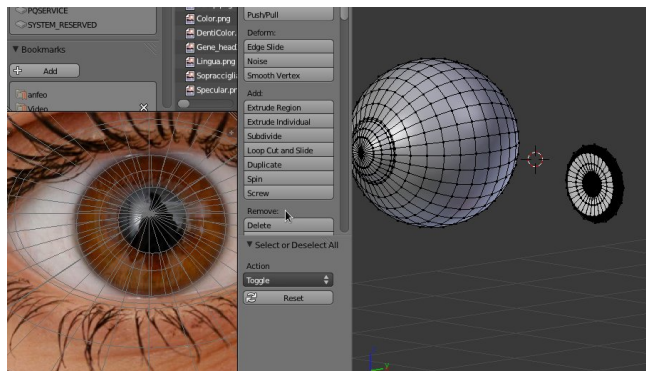 PQSERVICE
SYSTEM_RESERVED
Bookmarks
Add
anfeo
Video
Color.png
DentiColor.
Gene_head.
Lingua.png
Sopracciglia
Specular.pr
Push/Pull
Deform:
Edge Slide
Noise
Smooth Vertex
Add:
Extrude Region
Extrude Individual
Subdivide
Loop Cut and Slide
Duplicate
Spin
Screw
Remove:
Delete
Select or Deselect All
Action
Toggle
Reset
y